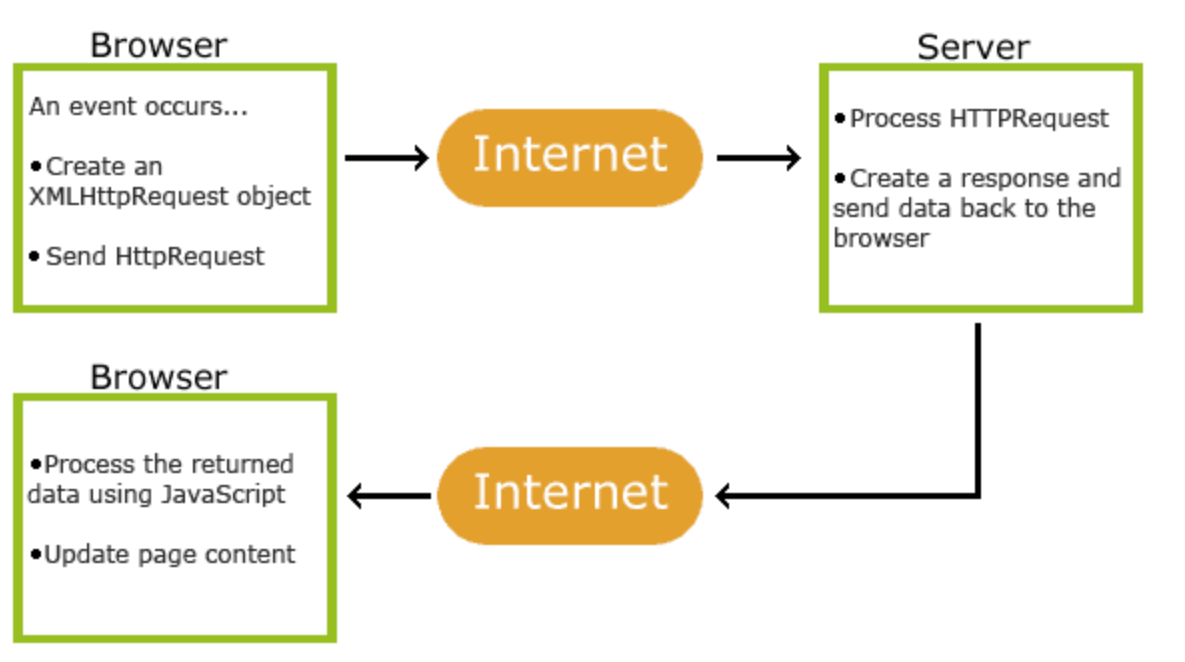 Browser
An event occurs...
•Create an
XMLHttpRequest object
• Send HttpRequest
Internet
Server
•Process HTTPRequest
•Create a response and
send data back to the
browser
Browser
•Process the returned
data using JavaScript
•Update page content
Internet